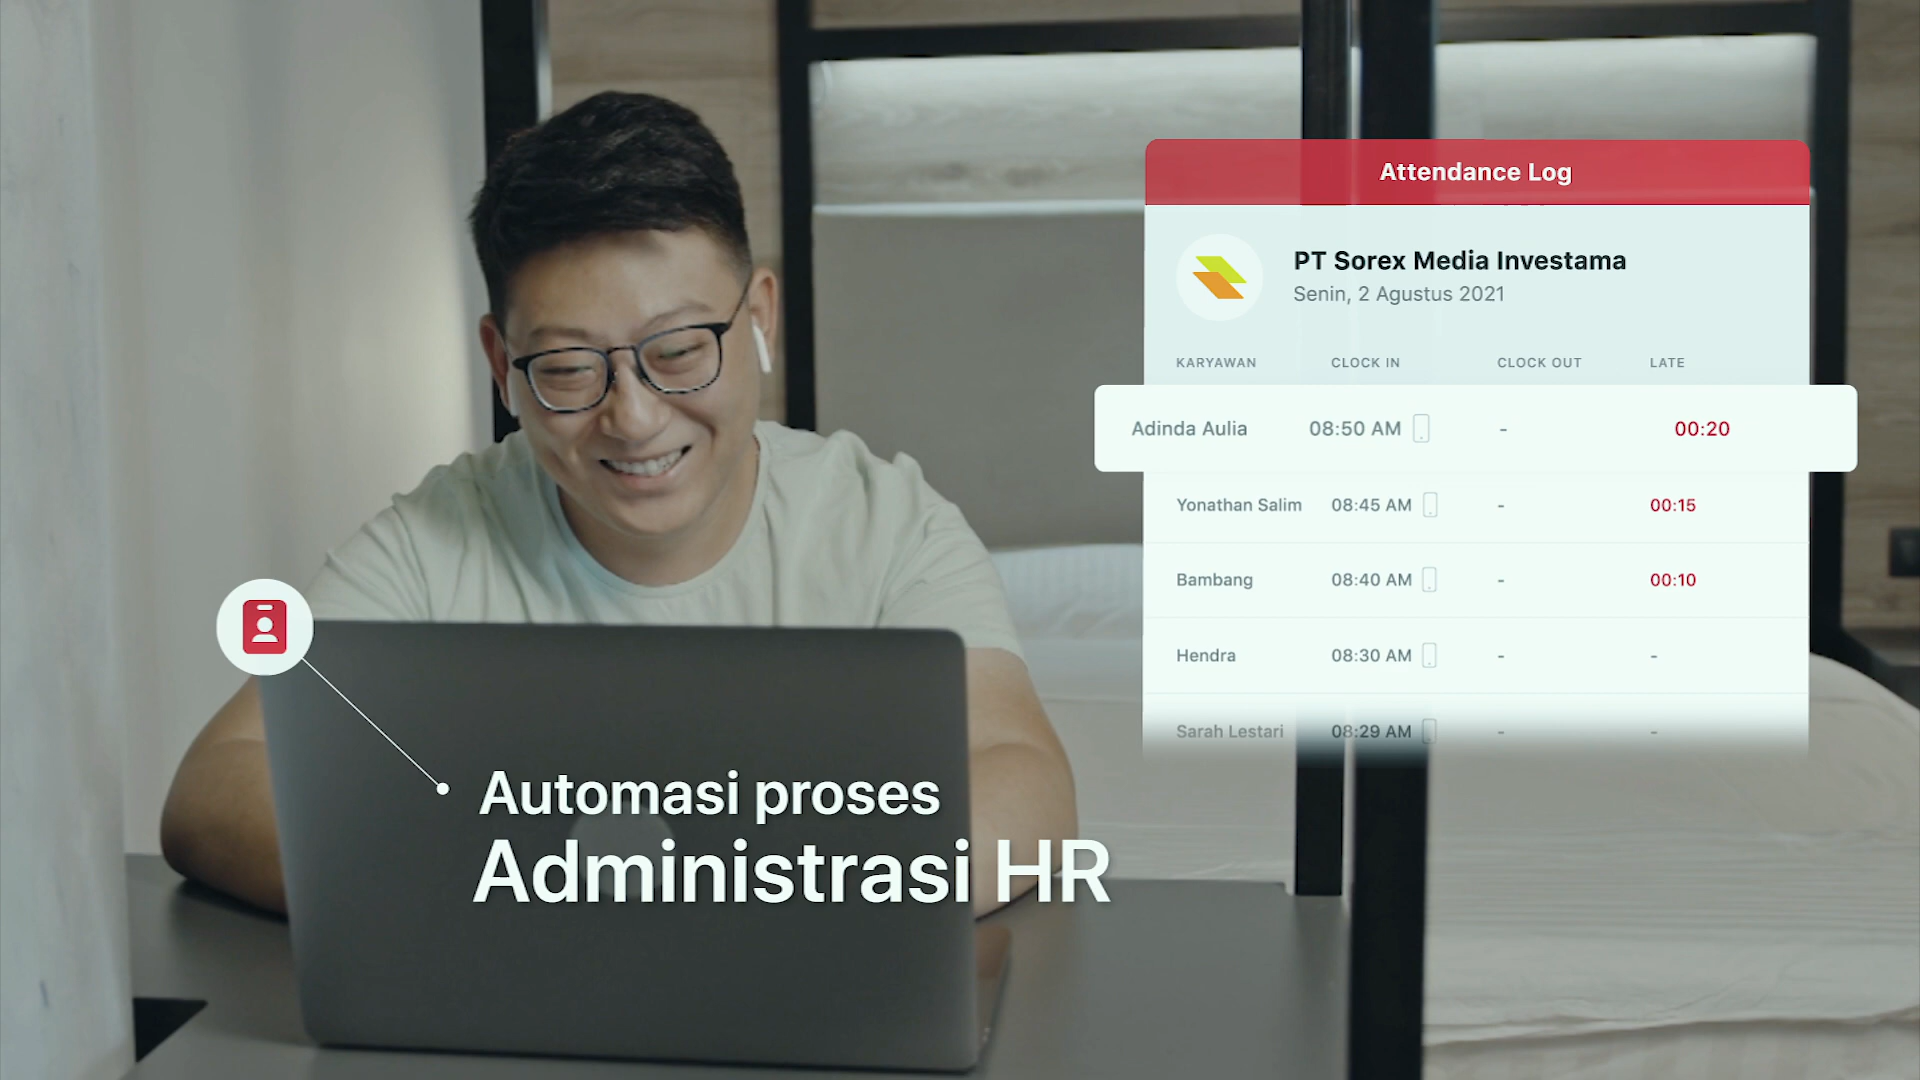 Attendance Log
PT Sorex Media Investama
Senin, 2 Agustus 2021
KARYAWAN CLOCK IN CLOCK OUT LATE
Adinda Aulia 08:50 AM - 00:20
Yonathan Salim 08:45 AM - 00:15
Bambang 08:40 AM - 00:10
Hendra 08:30 AM - -
Sarah Lestari 08:29 AM - -
Automasi proses
Administrasi HR